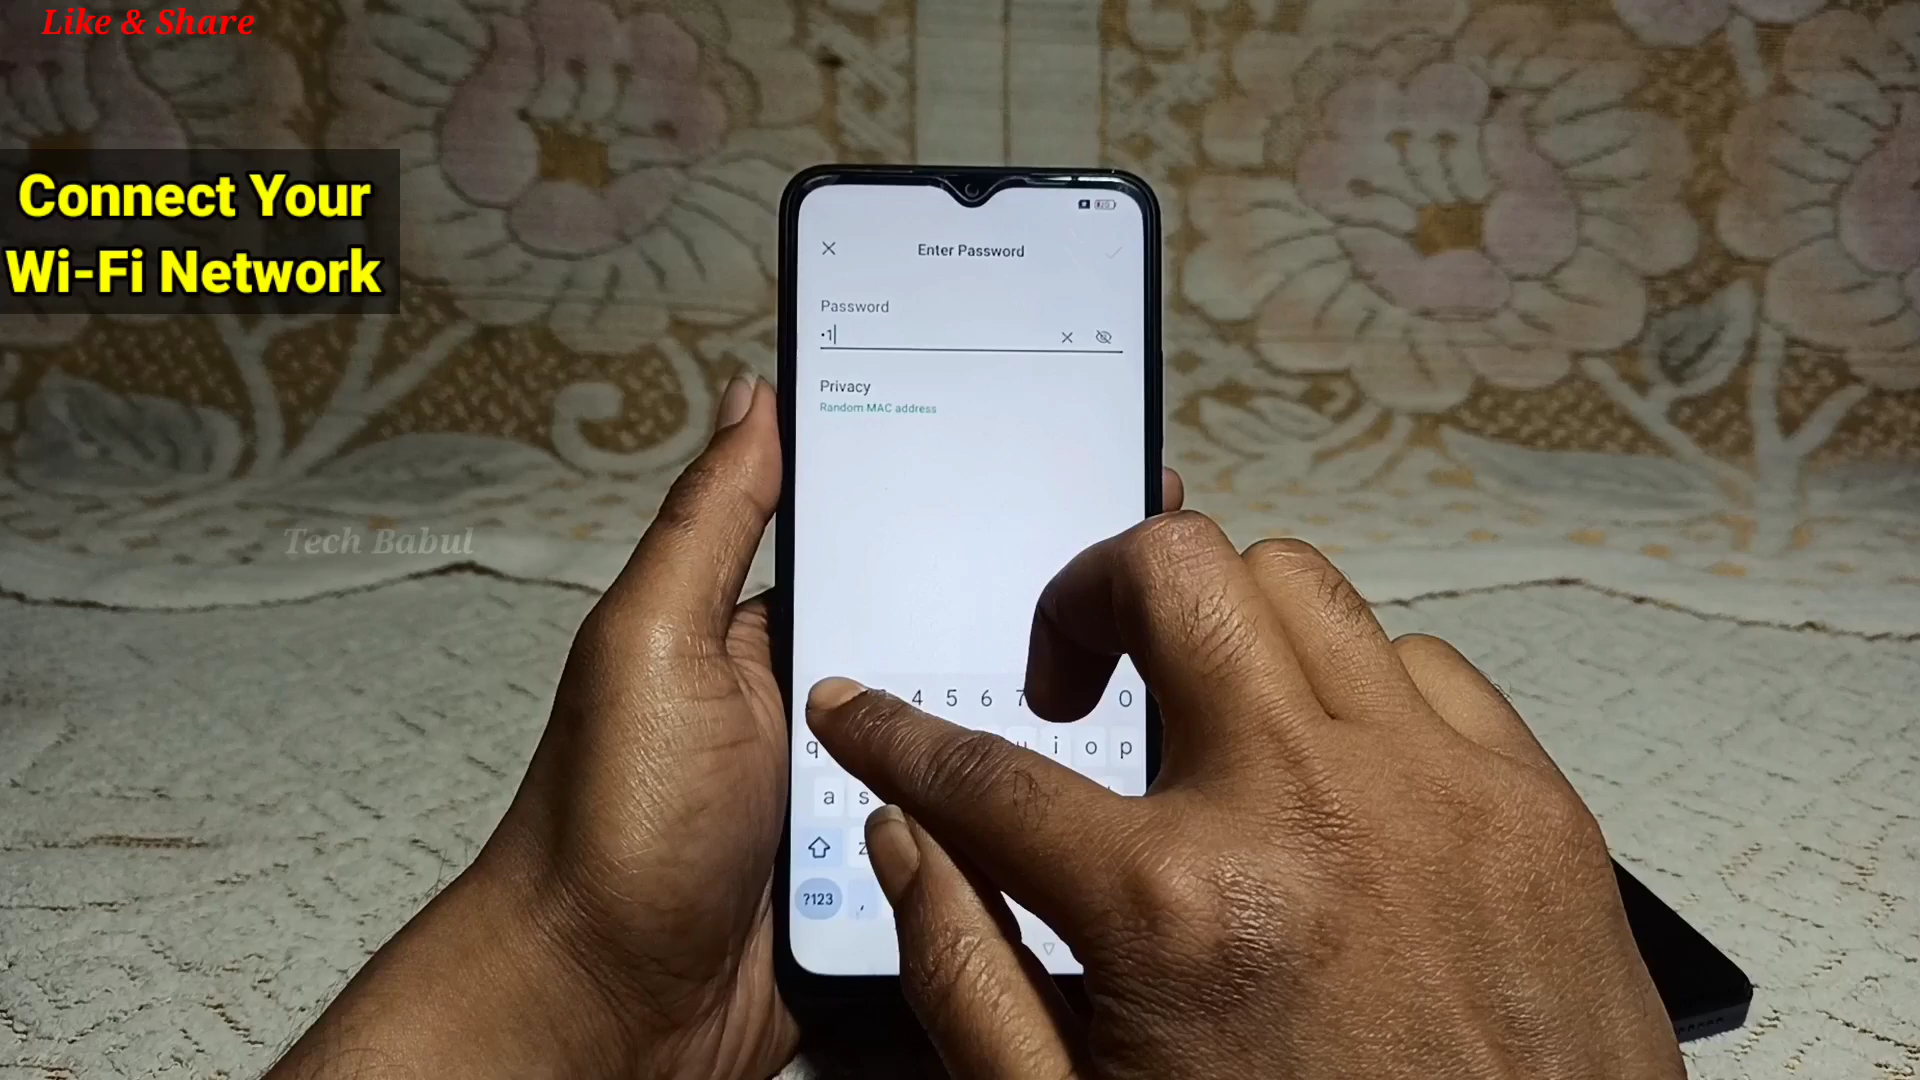 Like & Share
Connect Your
Wi-Fi Network
Tech Babul
Enter Password
Password
•1
Privacy
Random MAC address
4 5 6 7 0
q u i o p
a s
z
?123 ,